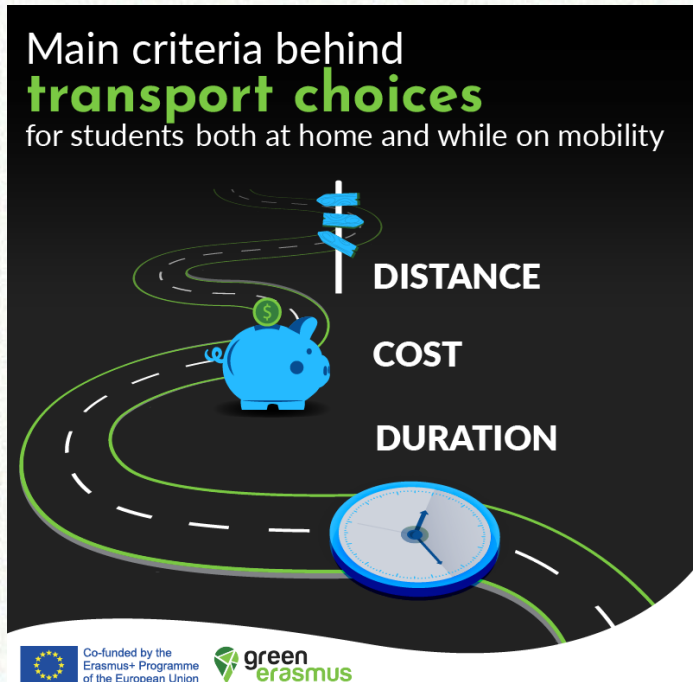 Main criteria behind
transport choices
for students both at home and while on mobility
DISTANCE
$
COST
DURATION
Co-funded by the
Erasmus+ Programme
of the European Union
green
erasmus